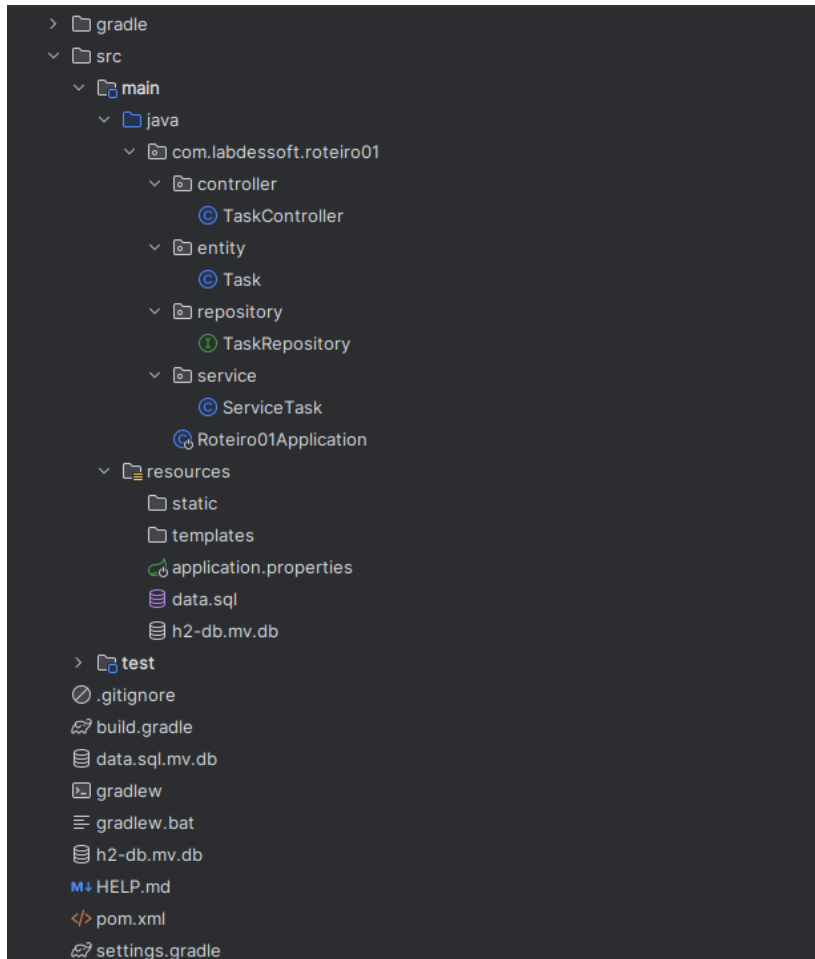 gradle
src
main
java
com.labdessoft.roteiro01
controller
TaskController
entity
Task
repository
TaskRepository
service
ServiceTask
Roteiro01Application
resources
static
templates
application.properties
data.sql
h2-db.mv.db
test
.gitignore
build.gradle
data.sql.mv.db
gradlew
gradlew.bat
h2-db.mv.db
HELP.md
pom.xml
settings.gradle